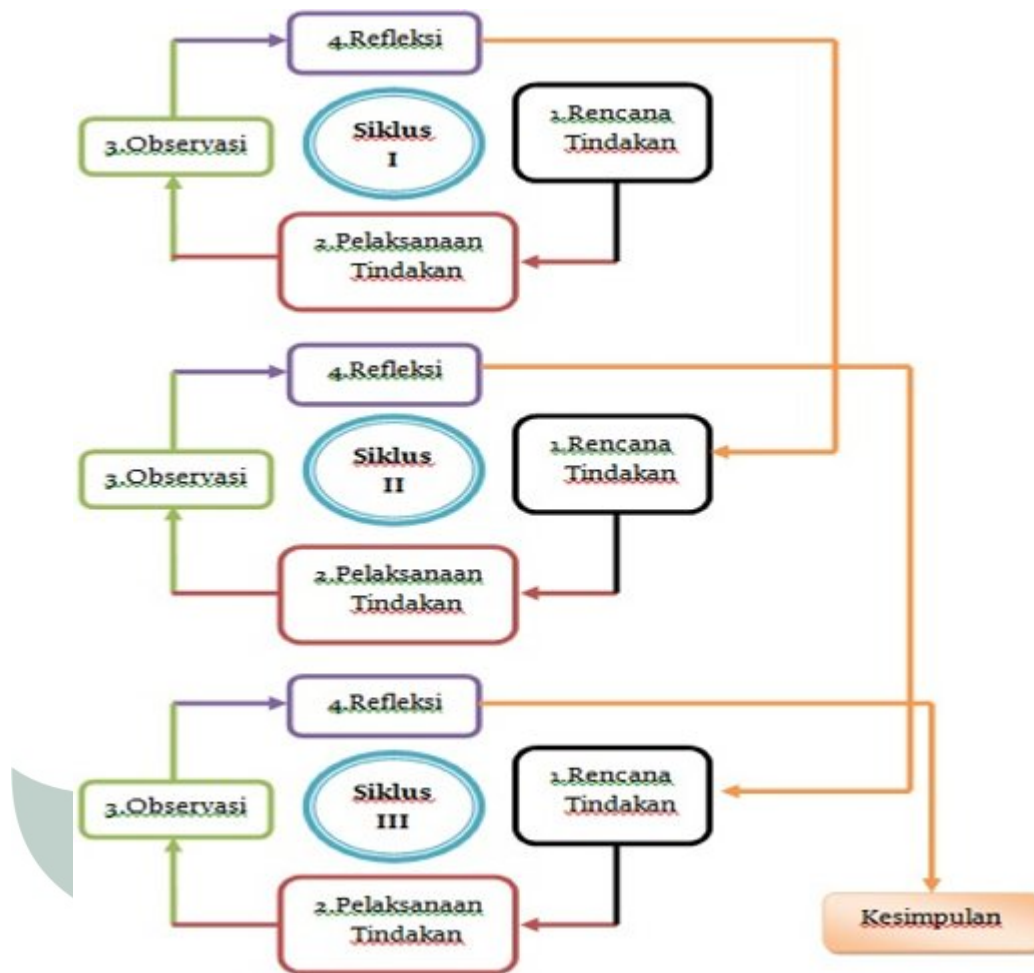 4.Refleksi
Siklus
I
1.Rencana
Tindakan
3.Observasi
2.Pelaksanaan
Tindakan
4.Refleksi
Siklus
II
1.Rencana
Tindakan
3.Observasi
2.Pelaksanaan
Tindakan
4.Refleksi
Siklus
III
1.Rencana
Tindakan
3.Observasi
2.Pelaksanaan
Tindakan
Kesimpulan